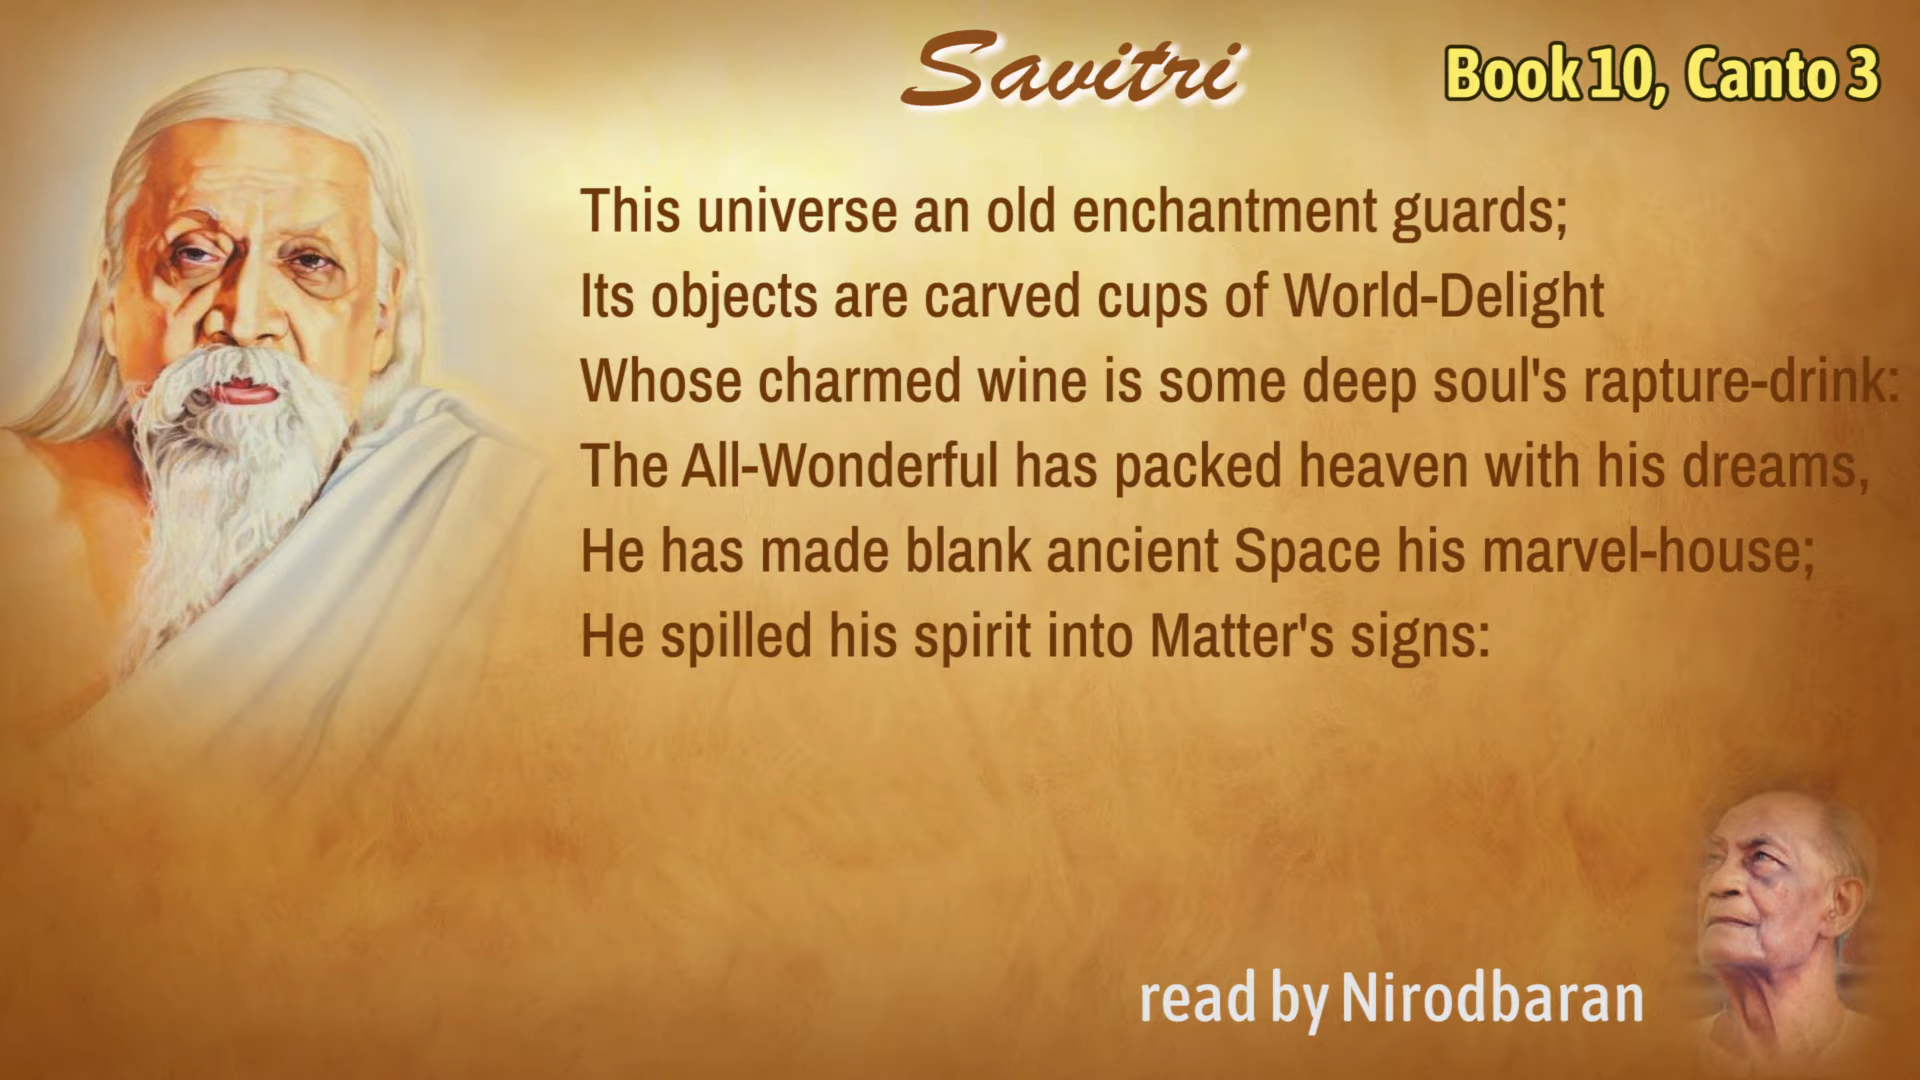 Savitri
Book 10, Canto 3
This universe an old enchantment guards;
Its objects are carved cups of World-Delight
Whose charmed wine is some deep soul's rapture-drink:
The All-Wonderful has packed heaven with his dreams,
He has made blank ancient Space his marvel-house;
He spilled his spirit into Matter's signs:
read by Nirodbaran